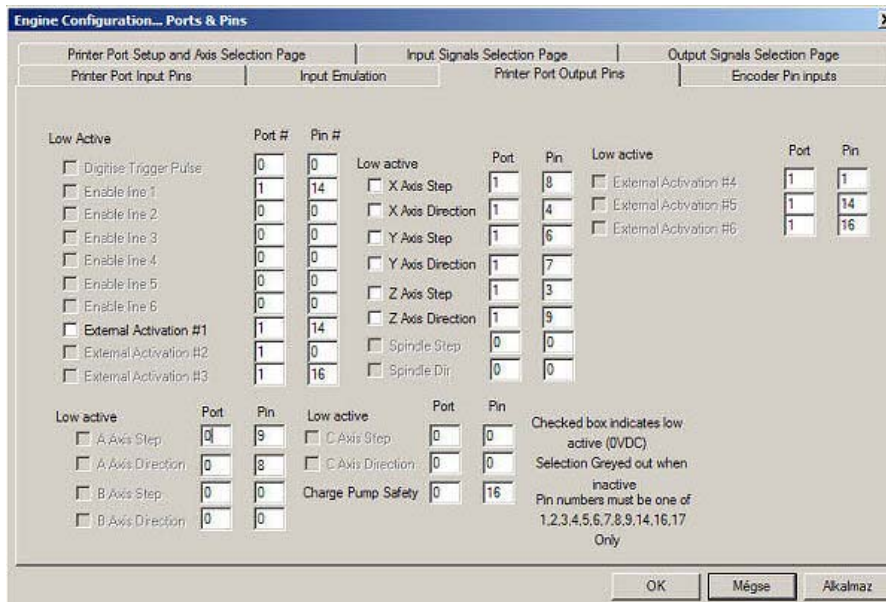 Engine Configuration... Ports & Pins
Printer Port Setup and Axis Selection Page
Input Signals Selection Page
Output Signals Selection Page
Printer Port Input Pins
Input Emulation
Printer Port Output Pins
Encoder Pin inputs
Low Active Port # Pin #
Digitise Trigger Pulse 0 0
Enable line 1 1 14
Enable line 2 0 0
Enable line 3 0 0
Enable line 4 0 0
Enable line 5 0 0
Enable line 6 0 0
External Activation #1 1 14
External Activation #2 1 0
External Activation #3 1 16
Low active Port Pin
X Axis Step 1 8
X Axis Direction 1 4
Y Axis Step 1 6
Y Axis Direction 1 7
Z Axis Step 1 3
Z Axis Direction 1 9
Spindle Step 0 0
Spindle Dir 0 0
Low active Port Pin
External Activation #4 1 1
External Activation #5 1 14
External Activation #6 1 16
Low active Port Pin
A Axis Step 0 9
A Axis Direction 0 8
B Axis Step 0 0
B Axis Direction 0 0
Low active Port Pin
C Axis Step 0 0
C Axis Direction 0 0
Charge Pump Safety 0 16
Checked box indicates low
active (0VDC)
Selection Greyed out when
inactive
Pin numbers must be one of
1,2,3,4,5,6,7,8,9,14,16,17
Only
OK
Mégse
Alkalmaz